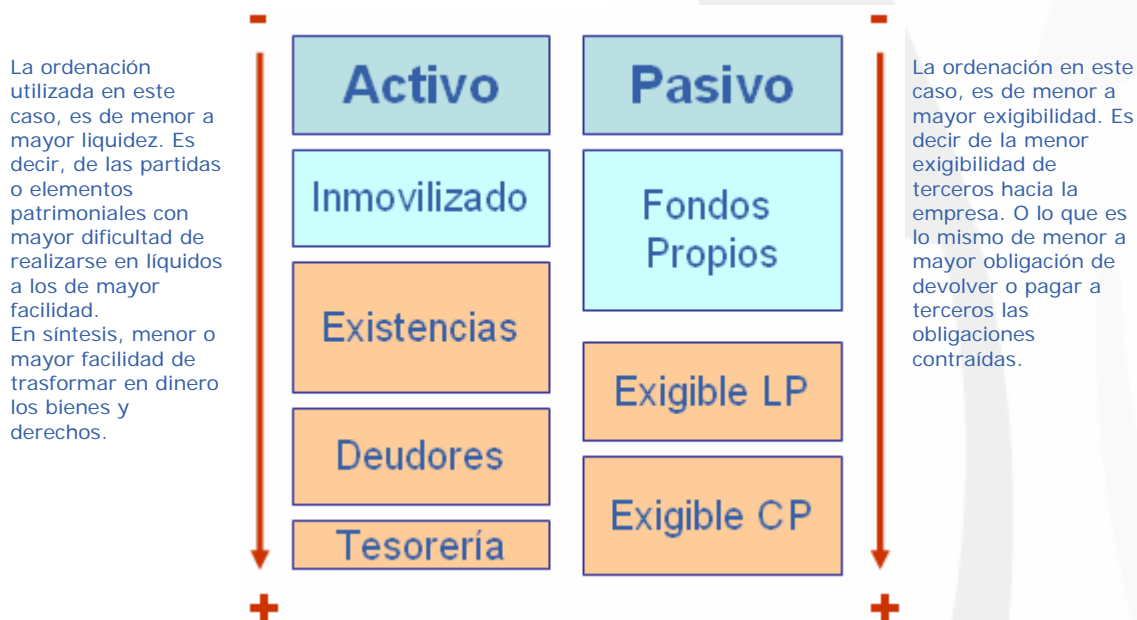 -
-
La ordenación
utilizada en este
caso, es de menor a
mayor liquidez. Es
decir, de las partidas
o elementos
patrimoniales con
mayor dificultad de
realizarse en líquidos
a los de mayor
facilidad.
En síntesis, menor o
mayor facilidad de
trasformar en dinero
los bienes y
derechos.
Activo
Inmovilizado
Existencias
Deudores
Tesorería
Pasivo
Fondos
Propios
Exigible LP
Exigible CP
La ordenación en este
caso, es de menor a
mayor exigibilidad. Es
decir de la menor
exigibilidad de
terceros hacia la
empresa. O lo que es
lo mismo de menor a
mayor obligación de
devolver o pagar a
terceros las
obligaciones
contraídas.
+
+